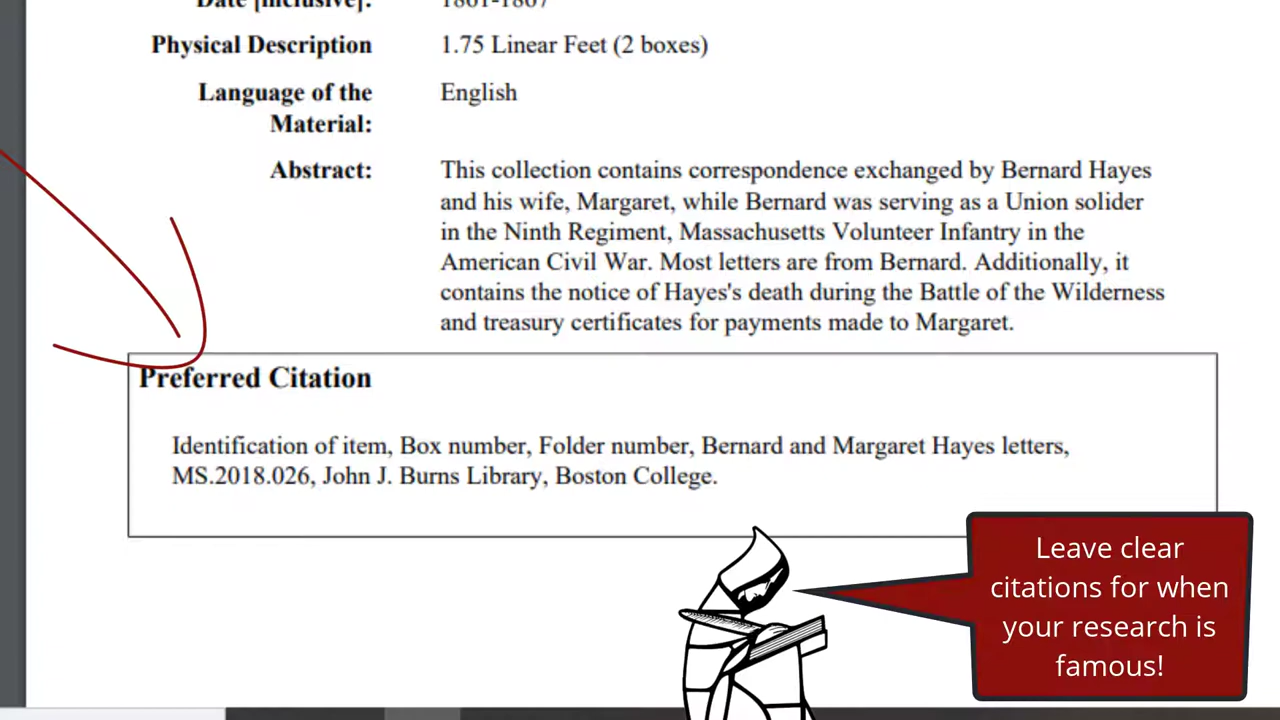 Date [inclusive]: 1861-1867
Physical Description 1.75 Linear Feet (2 boxes)
Language of the English
Material:
Abstract: This collection contains correspondence exchanged by Bernard Hayes
and his wife, Margaret, while Bernard was serving as a Union solider
in the Ninth Regiment, Massachusetts Volunteer Infantry in the
American Civil War. Most letters are from Bernard. Additionally, it
contains the notice of Hayes's death during the Battle of the Wilderness
and treasury certificates for payments made to Margaret.
Preferred Citation
Identification of item, Box number, Folder number, Bernard and Margaret Hayes letters,
MS.2018.026, John J. Burns Library, Boston College.
Leave clear
citations for when
your research is
famous!